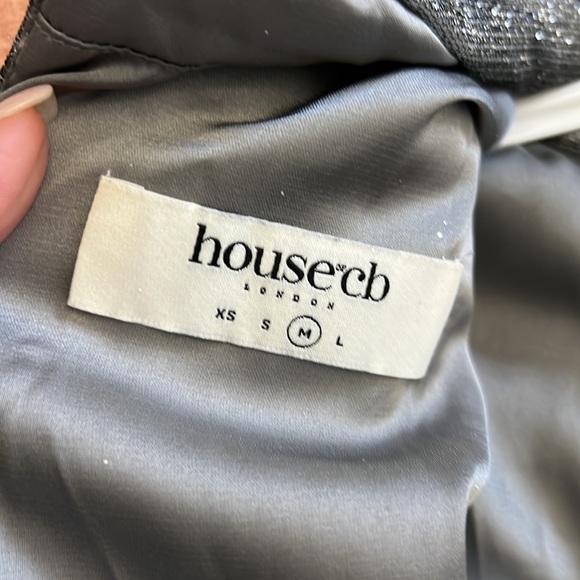 house OF cb
LONDON
XS S M L